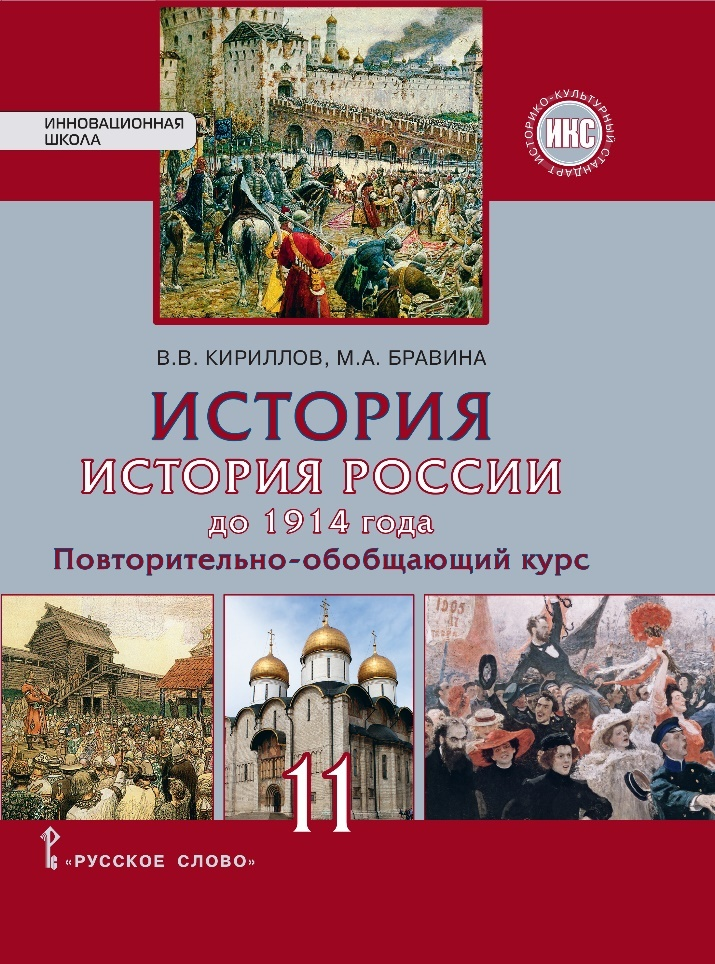 ИННОВАЦИОННАЯ
ШКОЛА
ИСТОРИКО-КУЛЬТУРНЫЙ СТАНДАРТ
ИКС
В.В. КИРИЛЛОВ, М.А. БРАВИНА
ИСТОРИЯ
ИСТОРИЯ РОССИИ
до 1914 года
Повторительно-обобщающий курс
1905
11
«РУССКОЕ СЛОВО»